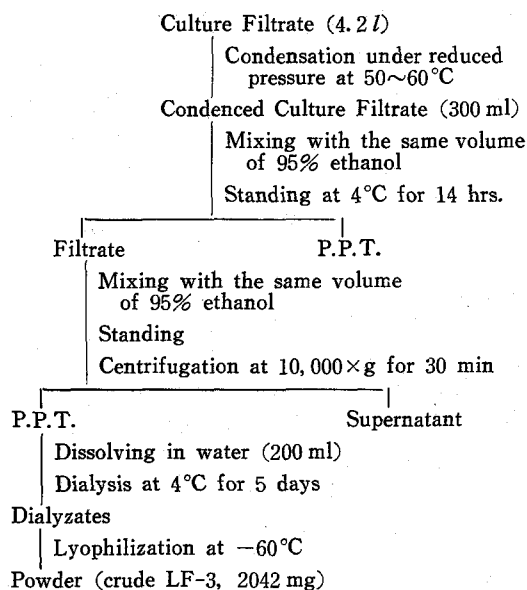 Culture Filtrate (4.2 l)
Condensation under reduced
pressure at 50~60°C
Condenced Culture Filtrate (300 ml)
Mixing with the same volume
of 95% ethanol
Standing at 4°C for 14 hrs.
Filtrate P.P.T.
Mixing with the same volume
of 95% ethanol
Standing
Centrifugation at 10,000×g for 30 min
P.P.T. Supernatant
Dissolving in water (200 ml)
Dialysis at 4°C for 5 days
Dialyzates
Lyophilization at −60°C
Powder (crude LF-3, 2042 mg)